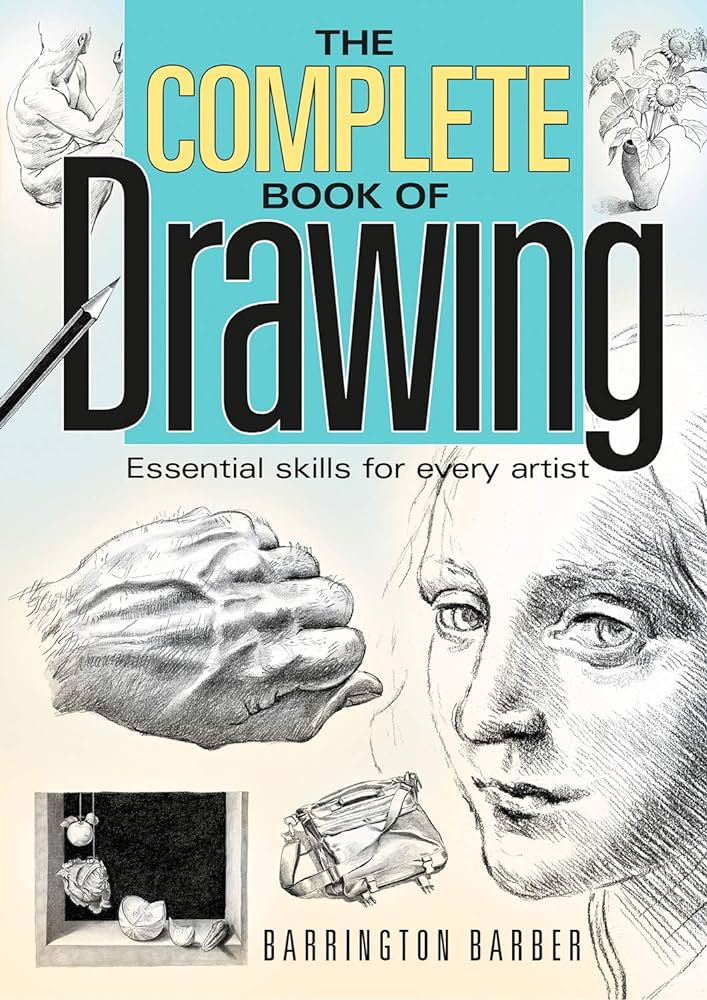 THE
COMPLETE
BOOK OF
Drawing
Essential skills for every artist
BARRINGTON BARBER